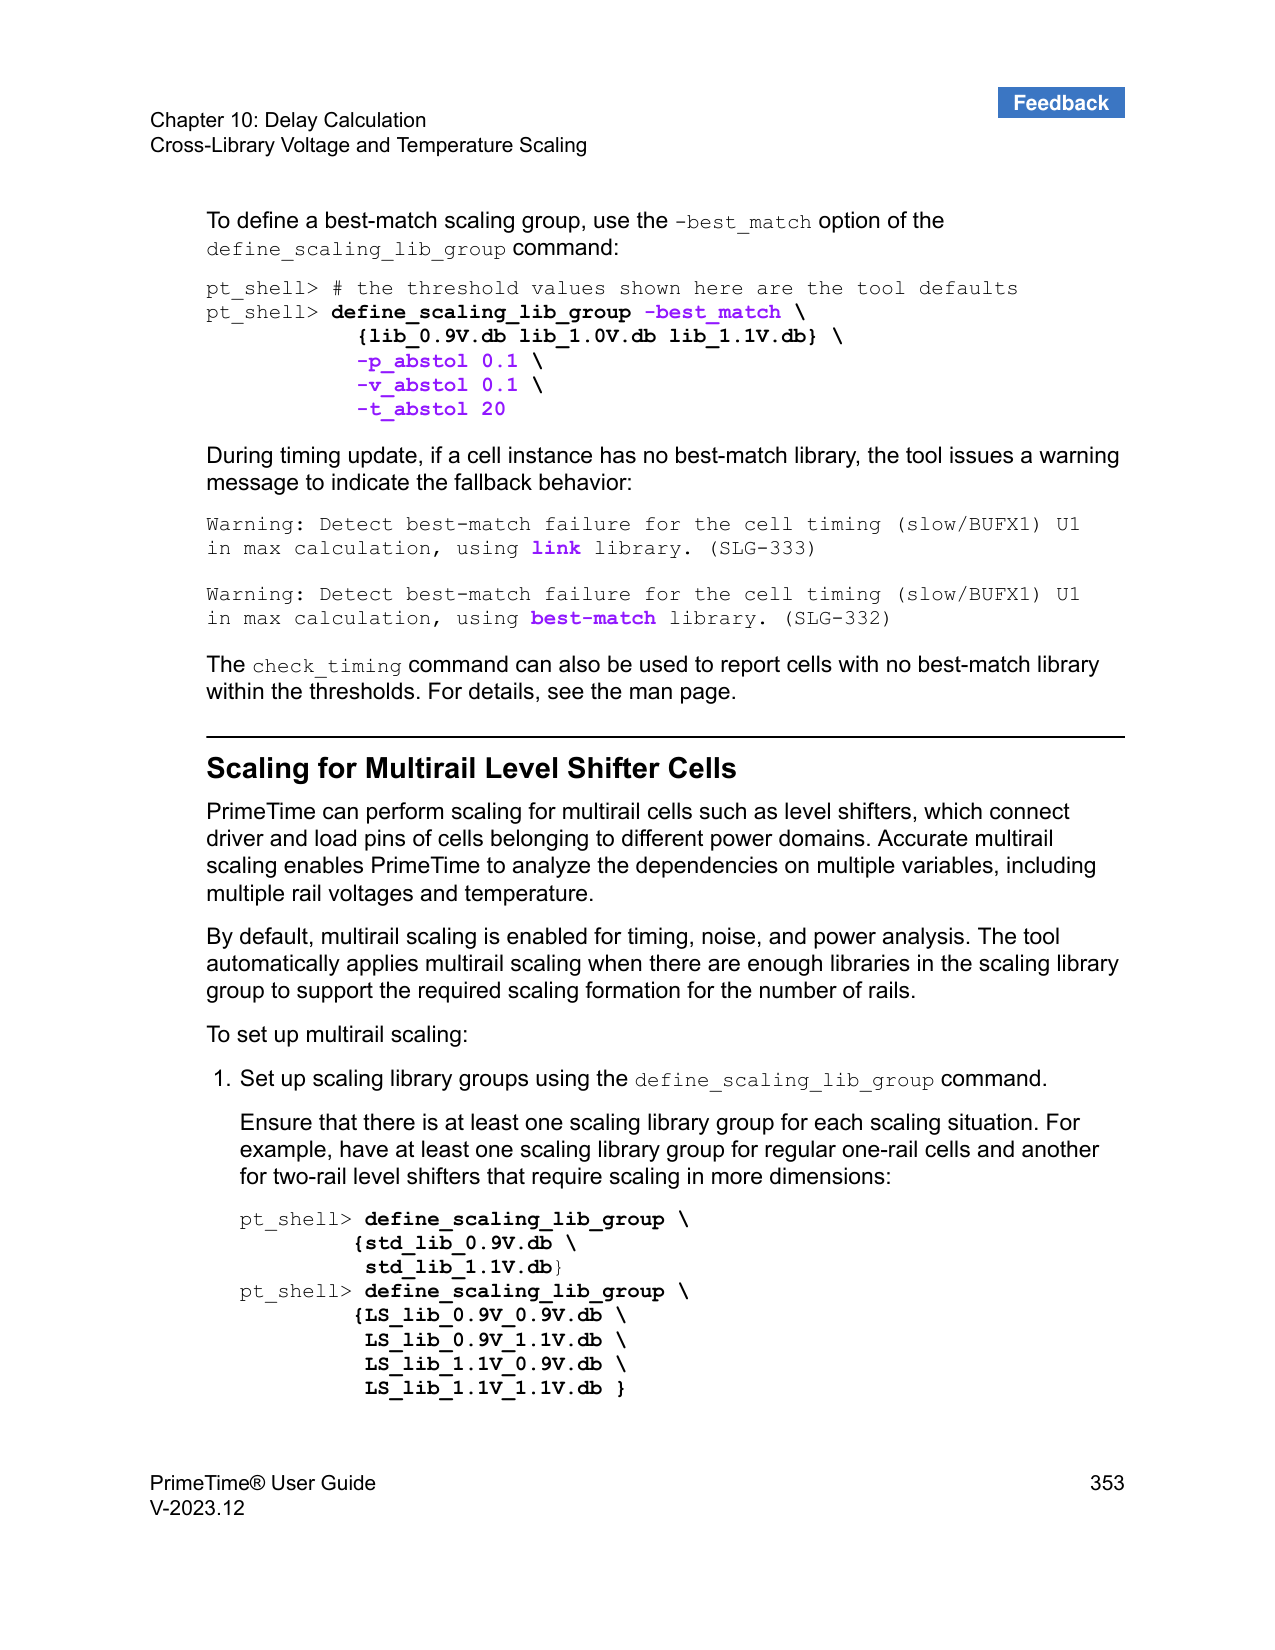 Feedback
Chapter 10: Delay Calculation
Cross-Library Voltage and Temperature Scaling
To define a best-match scaling group, use the -best_match option of the
define_scaling_lib_group command:
pt_shell> # the threshold values shown here are the tool defaults
pt_shell> define_scaling_lib_group -best_match \
{lib_0.9V.db lib_1.0V.db lib_1.1V.db} \
-p_abstol 0.1 \
-v_abstol 0.1 \
-t_abstol 20
During timing update, if a cell instance has no best-match library, the tool issues a warning
message to indicate the fallback behavior:
Warning: Detect best-match failure for the cell timing (slow/BUFX1) U1
in max calculation, using link library. (SLG-333)
Warning: Detect best-match failure for the cell timing (slow/BUFX1) U1
in max calculation, using best-match library. (SLG-332)
The check_timing command can also be used to report cells with no best-match library
within the thresholds. For details, see the man page.
Scaling for Multirail Level Shifter Cells
PrimeTime can perform scaling for multirail cells such as level shifters, which connect
driver and load pins of cells belonging to different power domains. Accurate multirail
scaling enables PrimeTime to analyze the dependencies on multiple variables, including
multiple rail voltages and temperature.
By default, multirail scaling is enabled for timing, noise, and power analysis. The tool
automatically applies multirail scaling when there are enough libraries in the scaling library
group to support the required scaling formation for the number of rails.
To set up multirail scaling:
1. Set up scaling library groups using the define_scaling_lib_group command.
Ensure that there is at least one scaling library group for each scaling situation. For
example, have at least one scaling library group for regular one-rail cells and another
for two-rail level shifters that require scaling in more dimensions:
pt_shell> define_scaling_lib_group \
{std_lib_0.9V.db \
std_lib_1.1V.db}
pt_shell> define_scaling_lib_group \
{LS_lib_0.9V_0.9V.db \
LS_lib_0.9V_1.1V.db \
LS_lib_1.1V_0.9V.db \
LS_lib_1.1V_1.1V.db }
PrimeTime® User Guide
353
V-2023.12